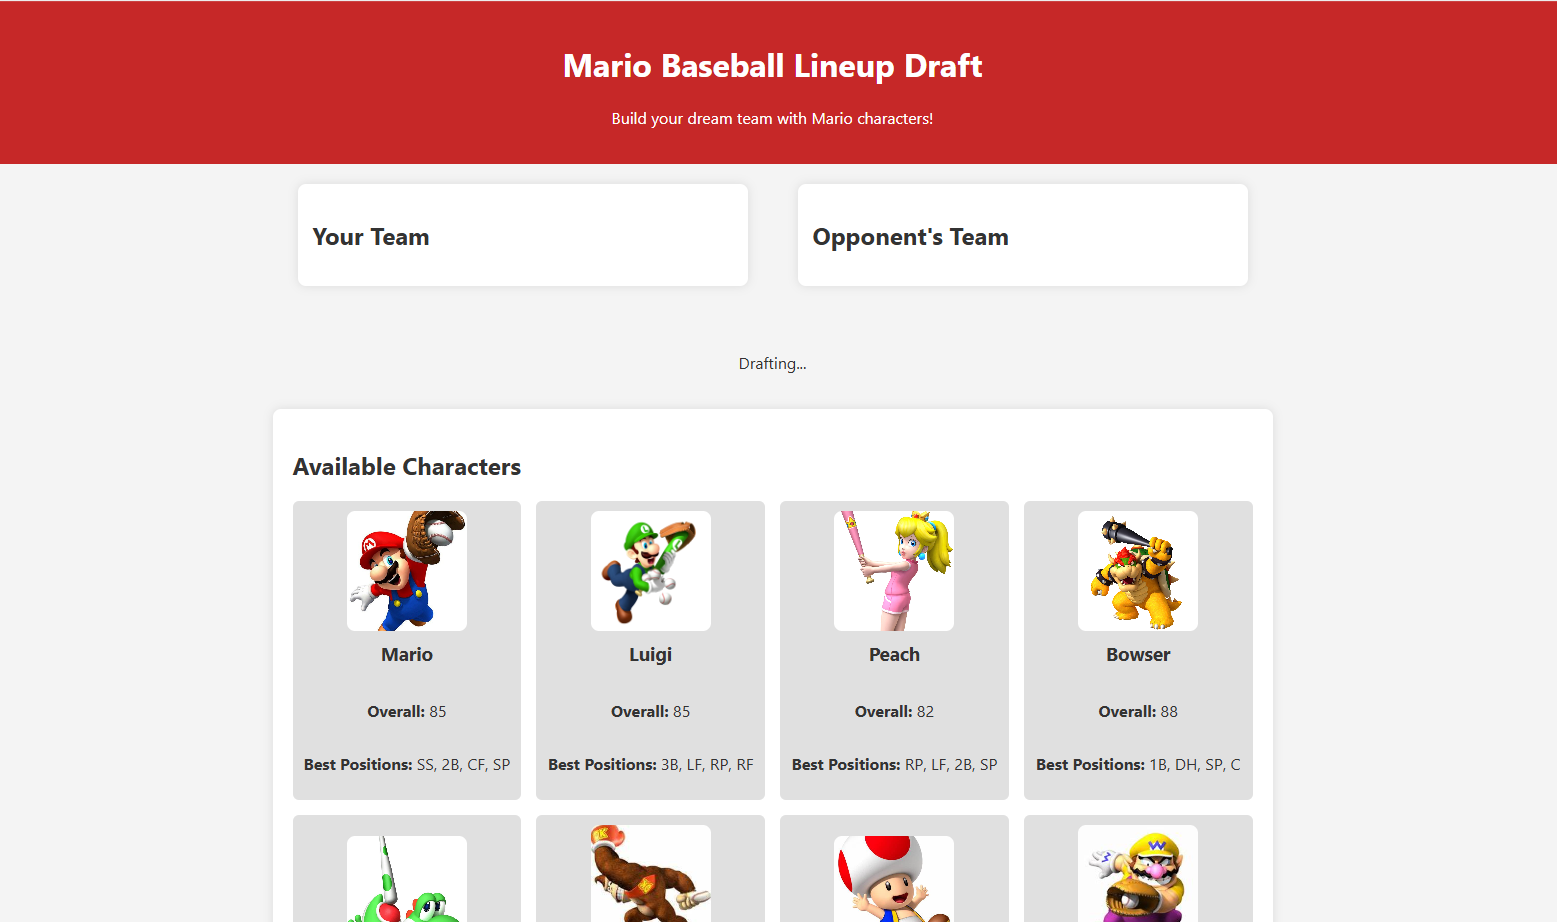 Mario Baseball Lineup Draft
Build your dream team with Mario characters!
Your Team
Opponent's Team
Drafting...
Available Characters
Mario
Overall: 85
Best Positions: SS, 2B, CF, SP
Luigi
Overall: 85
Best Positions: 3B, LF, RP, RF
Peach
Overall: 82
Best Positions: RP, LF, 2B, SP
Bowser
Overall: 88
Best Positions: 1B, DH, SP, C